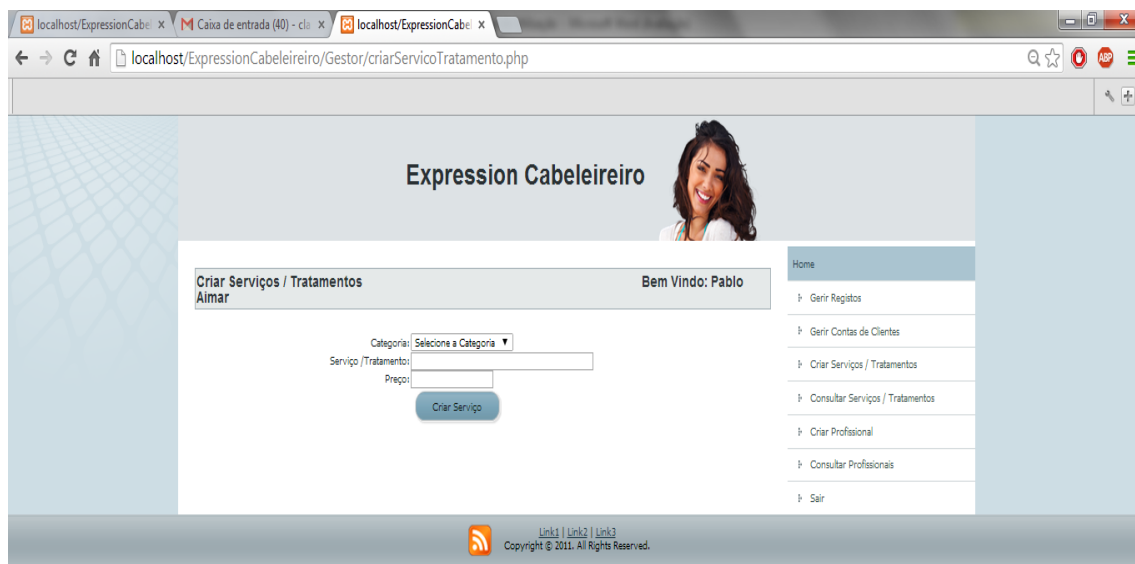 localhost/ExpressionCabel
Caixa de entrada (40) - cla
localhost/ExpressionCabel
localhost/ExpressionCabeleireiro/Gestor/criarServicoTratamento.php
ABP
Expression Cabeleireiro
Criar Serviços / Tratamentos Bem Vindo: Pablo
Aimar
Categoria: Selecione a Categoria
Serviço /Tratamento:
Preço:
Criar Serviço
Home
Gerir Registos
Gerir Contas de Clientes
Criar Serviços / Tratamentos
Consultar Serviços / Tratamentos
Criar Profissional
Consultar Profissionais
Sair
Link1 | Link2 | Link3
Copyright © 2011. All Rights Reserved.